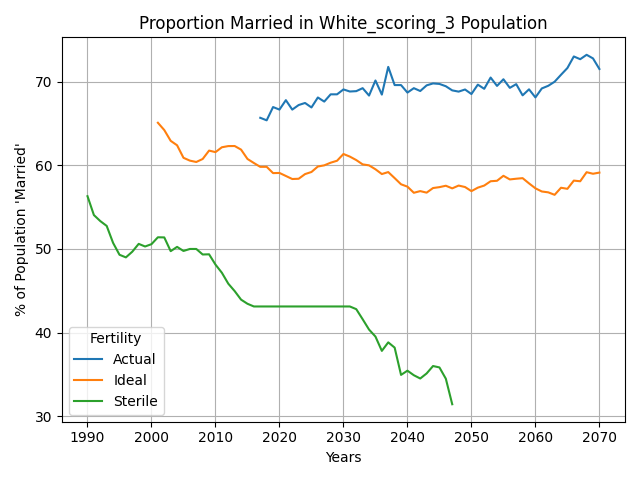 Proportion Married in White_scoring_3 Population
% of Population 'Married'
70
60
50
40
30
Fertility
Actual
Ideal
Sterile
1990 2000 2010 2020 2030 2040 2050 2060 2070
Years